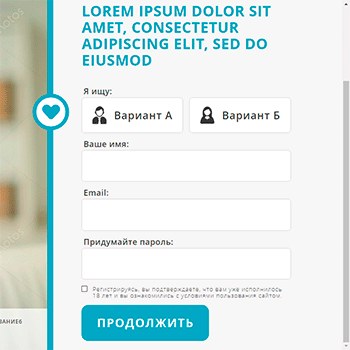 LOREM IPSUM DOLOR SIT
AMET, CONSECTETUR
ADIPISCING ELIT, SED DO
EIUSMOD
Я ищу:
Вариант А
Вариант Б
Ваше имя:
Email:
Придумайте пароль:
Регистрируясь, вы подтверждаете, что вам уже исполнилось
18 лет и вы ознакомились с условиями пользования сайтом.
ПРОДОЛЖИТЬ